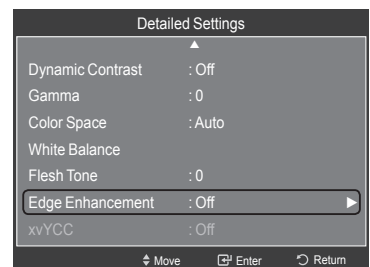 Detailed Settings
Dynamic Contrast : Off
Gamma : 0
Color Space : Auto
White Balance
Flesh Tone : 0
Edge Enhancement : Off
xvYCC : Off
Move Enter Return